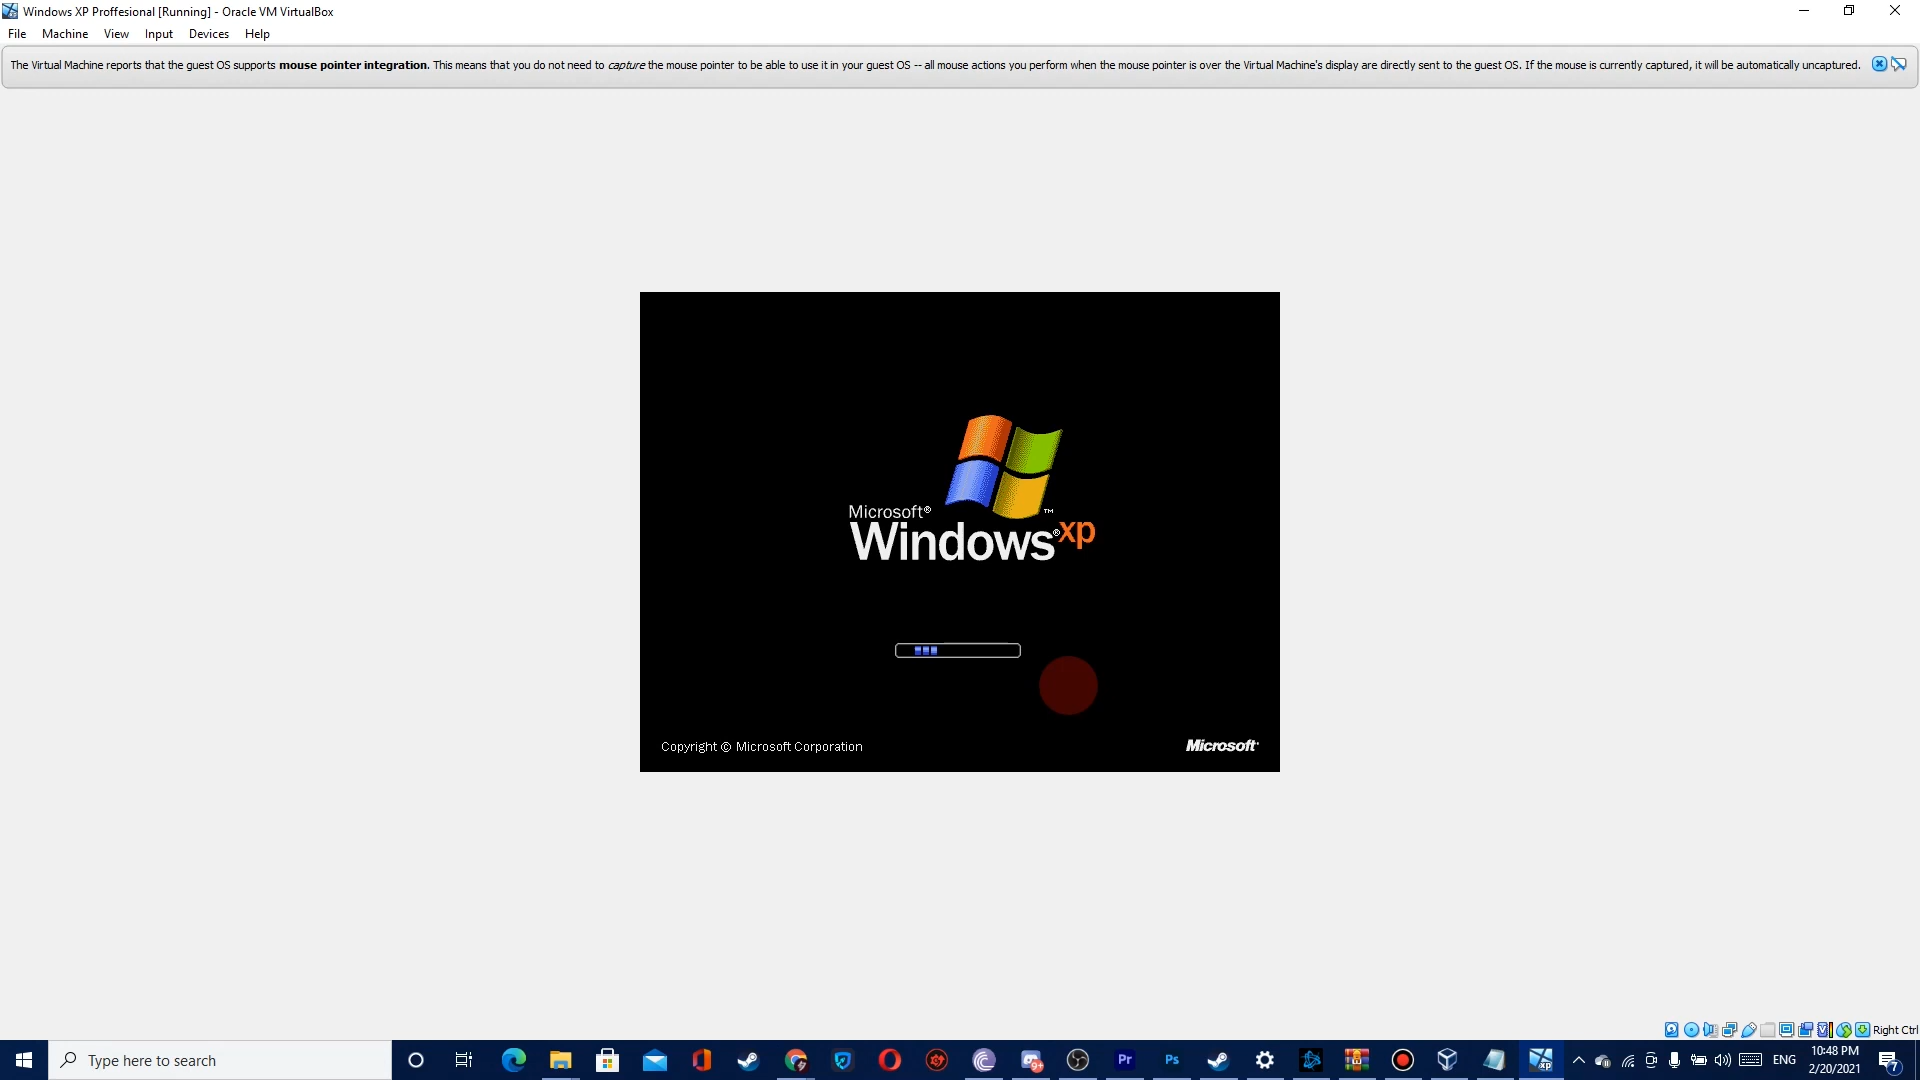 Windows XP Proffesional [Running] - Oracle VM VirtualBox
File Machine View Input Devices Help
The Virtual Machine reports that the guest OS supports mouse pointer integration. This means that you do not need to capture the mouse pointer to be able to use it in your guest OS -- all mouse actions you perform when the mouse pointer is over the Virtual Machine's display are directly sent to the guest OS. If the mouse is currently captured, it will be automatically uncaptured.
Microsoft®
Windows®xp
™
Copyright © Microsoft Corporation
Microsoft®
Right Ctrl
Type here to search
9+
Pr
Ps
xp
ENG
10:48 PM
2/20/2021
7